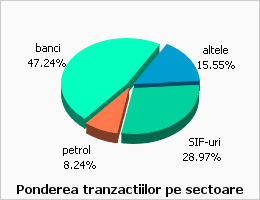 banci
47.24%
altele
15.55%
petrol
8.24%
SIF-uri
28.97%
Ponderea tranzactiilor pe sectoare